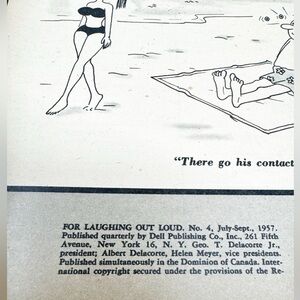 "There go his contact
FOR LAUGHING OUT LOUD. No. 4, July-Sept., 1957.
Published quarterly by Dell Publishing Co., Inc., 261 Fifth
Avenue, New York 16, N. Y. Geo. T. Delacorte Jr.,
president; Albert Delacorte, Helen Meyer, vice presidents.
Published simultaneously in the Dominion of Canada. Inter-
national copyright secured under the provisions of the Re-